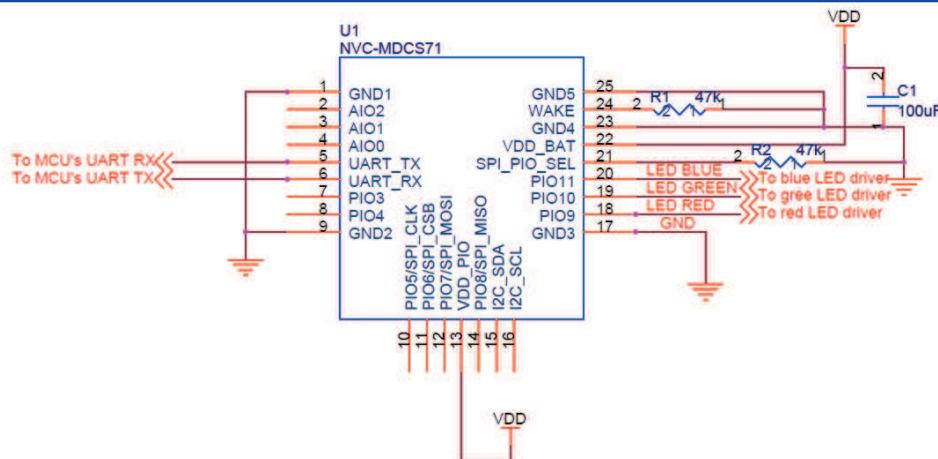 VDD
U1
NVC-MDCS71
1 GND1
2 AIO2
3 AIO1
4 AIO0
5 UART_TX
6 UART_RX
7 PIO3
8 PIO4
9 GND2
To MCU's UART RX
To MCU's UART TX
25 GND5
24 WAKE
23 GND4
22 VDD_BAT
21 SPI_PIO_SEL
20 PIO11
19 PIO10
18 PIO9
17 GND3
2 R1 47k 1
2 C1
100uF
1
2 R2 47k 1
LED BLUE To blue LED driver
LED GREEN To gree LED driver
LED RED To red LED driver
GND
PIO5/SPI_CLK
PIO6/SPI_CSB
PIO7/SPI_MOSI
VDD_PIO
PIO8/SPI_MISO
I2C_SDA
I2C_SCL
10 11 12 13 14 15 16
VDD